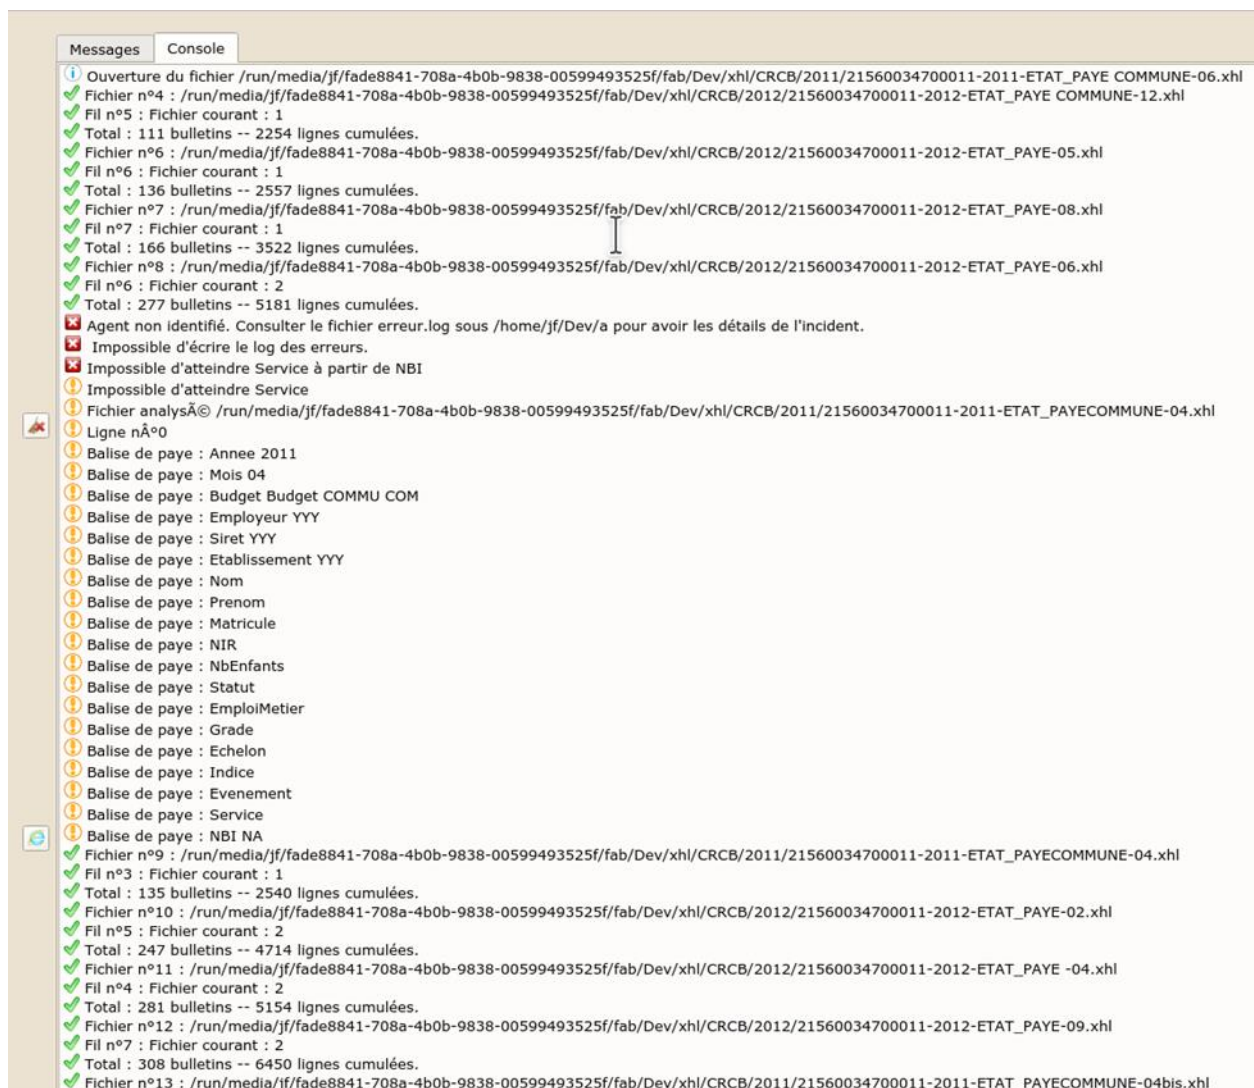 Messages Console
Ouverture du fichier /run/media/jf/fade8841-708a-4b0b-9838-00599493525f/fab/Dev/xhl/CRCB/2011/21560034700011-2011-ETAT_PAYE COMMUNE-06.xhl
Fichier n°4 : /run/media/jf/fade8841-708a-4b0b-9838-00599493525f/fab/Dev/xhl/CRCB/2012/21560034700011-2012-ETAT_PAYE COMMUNE-12.xhl
Fil n°5 : Fichier courant : 1
Total : 111 bulletins -- 2254 lignes cumulées.
Fichier n°6 : /run/media/jf/fade8841-708a-4b0b-9838-00599493525f/fab/Dev/xhl/CRCB/2012/21560034700011-2012-ETAT_PAYE-05.xhl
Fil n°6 : Fichier courant : 1
Total : 136 bulletins -- 2557 lignes cumulées.
Fichier n°7 : /run/media/jf/fade8841-708a-4b0b-9838-00599493525f/fab/Dev/xhl/CRCB/2012/21560034700011-2012-ETAT_PAYE-08.xhl
Fil n°7 : Fichier courant : 1
Total : 166 bulletins -- 3522 lignes cumulées.
Fichier n°8 : /run/media/jf/fade8841-708a-4b0b-9838-00599493525f/fab/Dev/xhl/CRCB/2012/21560034700011-2012-ETAT_PAYE-06.xhl
Fil n°6 : Fichier courant : 2
Total : 277 bulletins -- 5181 lignes cumulées.
Agent non identifié. Consulter le fichier erreur.log sous /home/jf/Dev/a pour avoir les détails de l'incident.
Impossible d'écrire le log des erreurs.
Impossible d'atteindre Service à partir de NBI
Impossible d'atteindre Service
Fichier analysÃ© /run/media/jf/fade8841-708a-4b0b-9838-00599493525f/fab/Dev/xhl/CRCB/2011/21560034700011-2011-ETAT_PAYECOMMUNE-04.xhl
Ligne nÂ°0
Balise de paye : Annee 2011
Balise de paye : Mois 04
Balise de paye : Budget Budget COMMU COM
Balise de paye : Employeur YYY
Balise de paye : Siret YYY
Balise de paye : Etablissement YYY
Balise de paye : Nom
Balise de paye : Prenom
Balise de paye : Matricule
Balise de paye : NIR
Balise de paye : NbEnfants
Balise de paye : Statut
Balise de paye : EmploiMetier
Balise de paye : Grade
Balise de paye : Echelon
Balise de paye : Indice
Balise de paye : Evenement
Balise de paye : Service
Balise de paye : NBI NA
Fichier n°9 : /run/media/jf/fade8841-708a-4b0b-9838-00599493525f/fab/Dev/xhl/CRCB/2011/21560034700011-2011-ETAT_PAYECOMMUNE-04.xhl
Fil n°3 : Fichier courant : 1
Total : 135 bulletins -- 2540 lignes cumulées.
Fichier n°10 : /run/media/jf/fade8841-708a-4b0b-9838-00599493525f/fab/Dev/xhl/CRCB/2012/21560034700011-2012-ETAT_PAYE-02.xhl
Fil n°5 : Fichier courant : 2
Total : 247 bulletins -- 4714 lignes cumulées.
Fichier n°11 : /run/media/jf/fade8841-708a-4b0b-9838-00599493525f/fab/Dev/xhl/CRCB/2012/21560034700011-2012-ETAT_PAYE -04.xhl
Fil n°4 : Fichier courant : 2
Total : 281 bulletins -- 5154 lignes cumulées.
Fichier n°12 : /run/media/jf/fade8841-708a-4b0b-9838-00599493525f/fab/Dev/xhl/CRCB/2012/21560034700011-2012-ETAT_PAYE-09.xhl
Fil n°7 : Fichier courant : 2
Total : 308 bulletins -- 6450 lignes cumulées.
Fichier n°13 : /run/media/jf/fade8841-708a-4b0b-9838-00599493525f/fab/Dev/xhl/CRCB/2012/21560034700011-2012-ETAT_PAYECOMMUNE-04bis.xhl